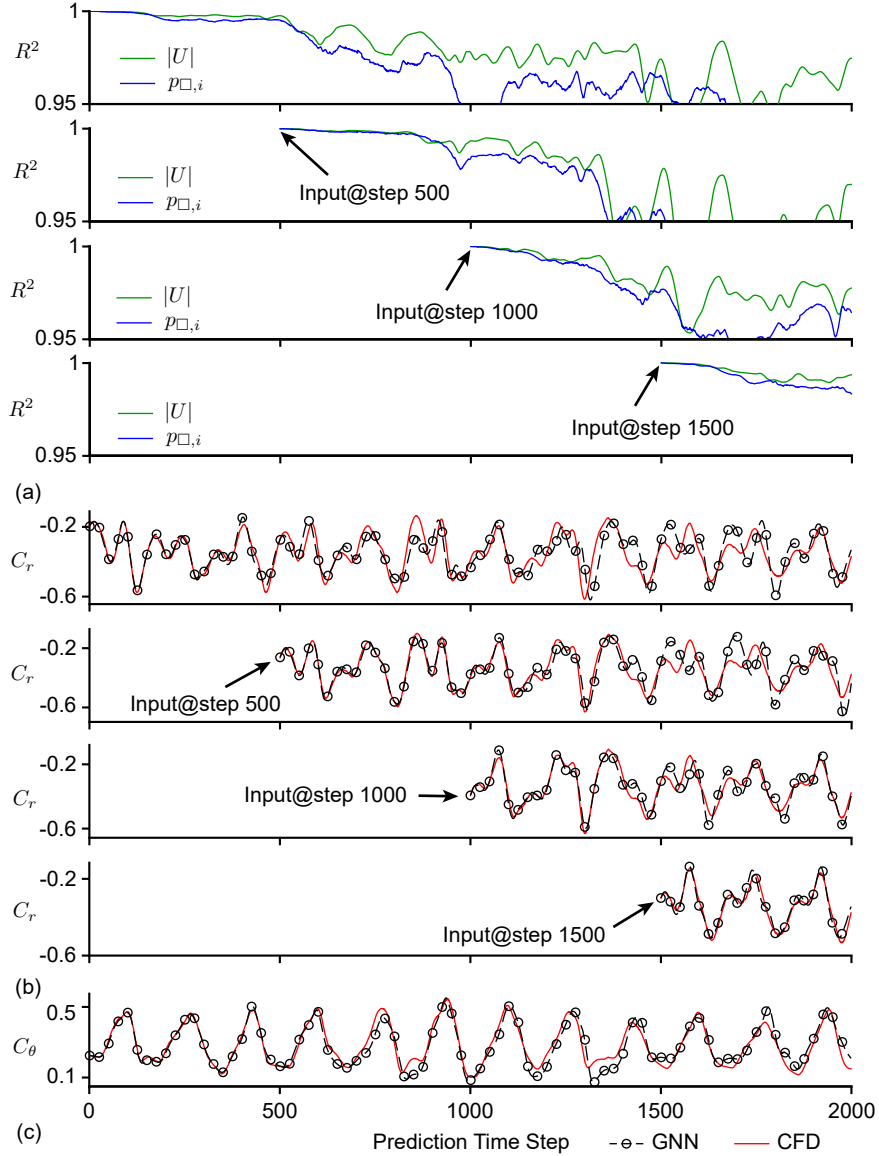 1
R²
|U|
p□,i
0.95
1
R²
|U|
p□,i
Input@step 500
0.95
1
R²
|U|
p□,i
Input@step 1000
0.95
1
R²
|U|
p□,i
Input@step 1500
0.95
(a)
-0.2
C_r
-0.6
-0.2
C_r
Input@step 500
-0.6
-0.2
C_r
Input@step 1000
-0.6
-0.2
C_r
Input@step 1500
-0.6
(b)
0.5
C_θ
0.1
0 500 1000 1500 2000
(c) Prediction Time Step GNN CFD